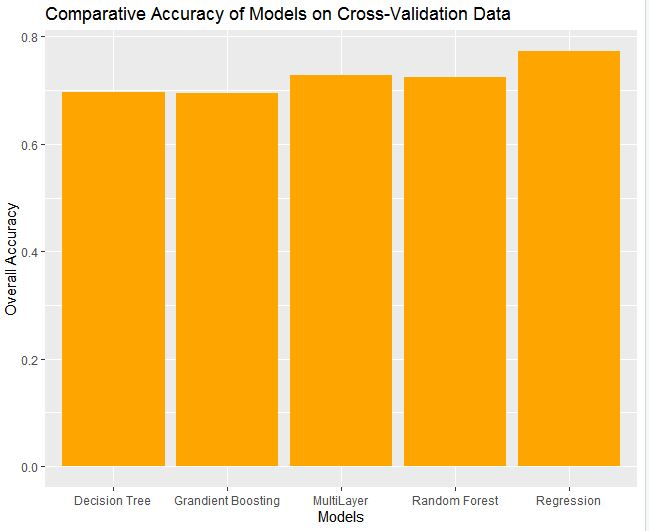 Comparative Accuracy of Models on Cross-Validation Data
Overall Accuracy
0.8
0.6
0.4
0.2
0.0
Decision Tree Grandient Boosting MultiLayer Random Forest Regression
Models